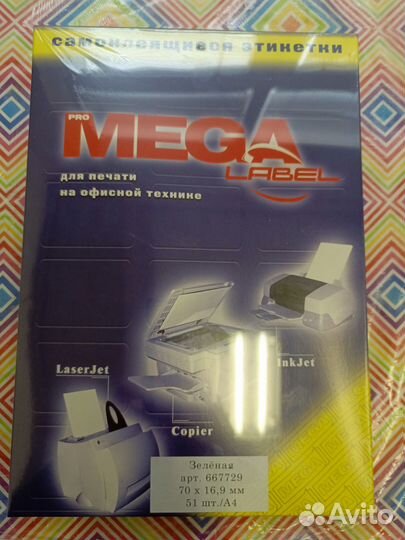 самоклеящиеся этикетки
PRO
MEGA
LABEL
для печати
на офисной технике
InkJet
LaserJet
Copier
Зелёная
арт. 667729
70 x 16,9 мм
51 шт./А4
Avito